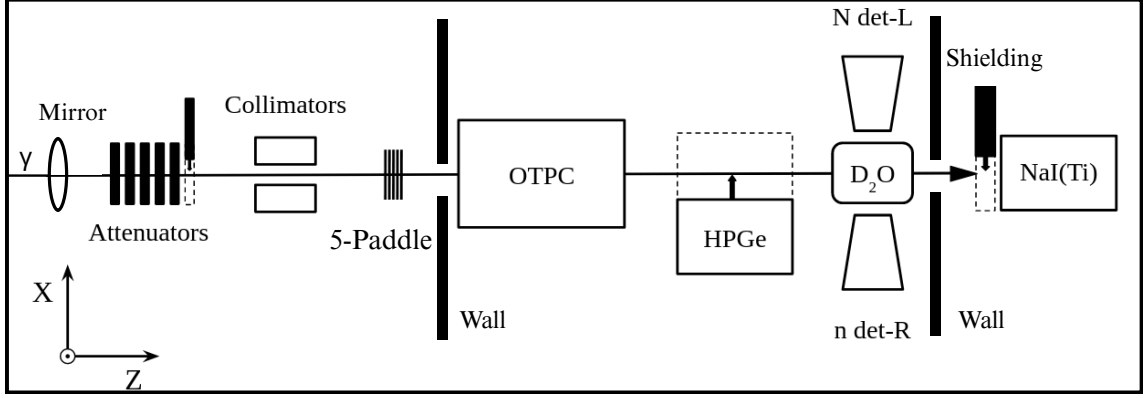 N det-L
Shielding
Mirror
Collimators
γ
OTPC
D2O
NaI(Ti)
Attenuators
5-Paddle
HPGe
X
Wall
n det-R
Wall
Z